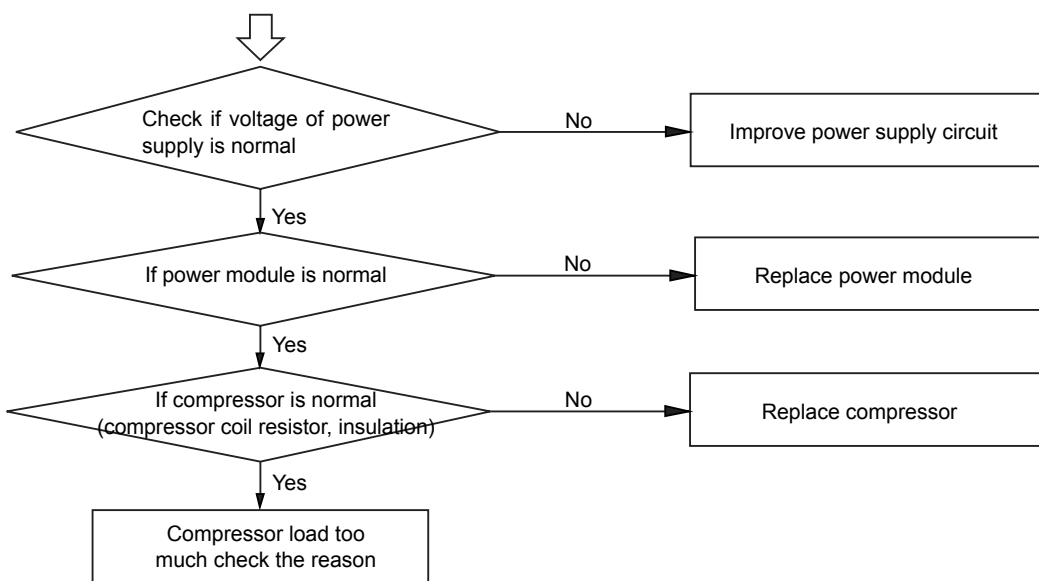 Check if voltage of power
supply is normal
No
Improve power supply circuit
Yes
If power module is normal
No
Replace power module
Yes
If compressor is normal
(compressor coil resistor, insulation)
No
Replace compressor
Yes
Compressor load too
much check the reason